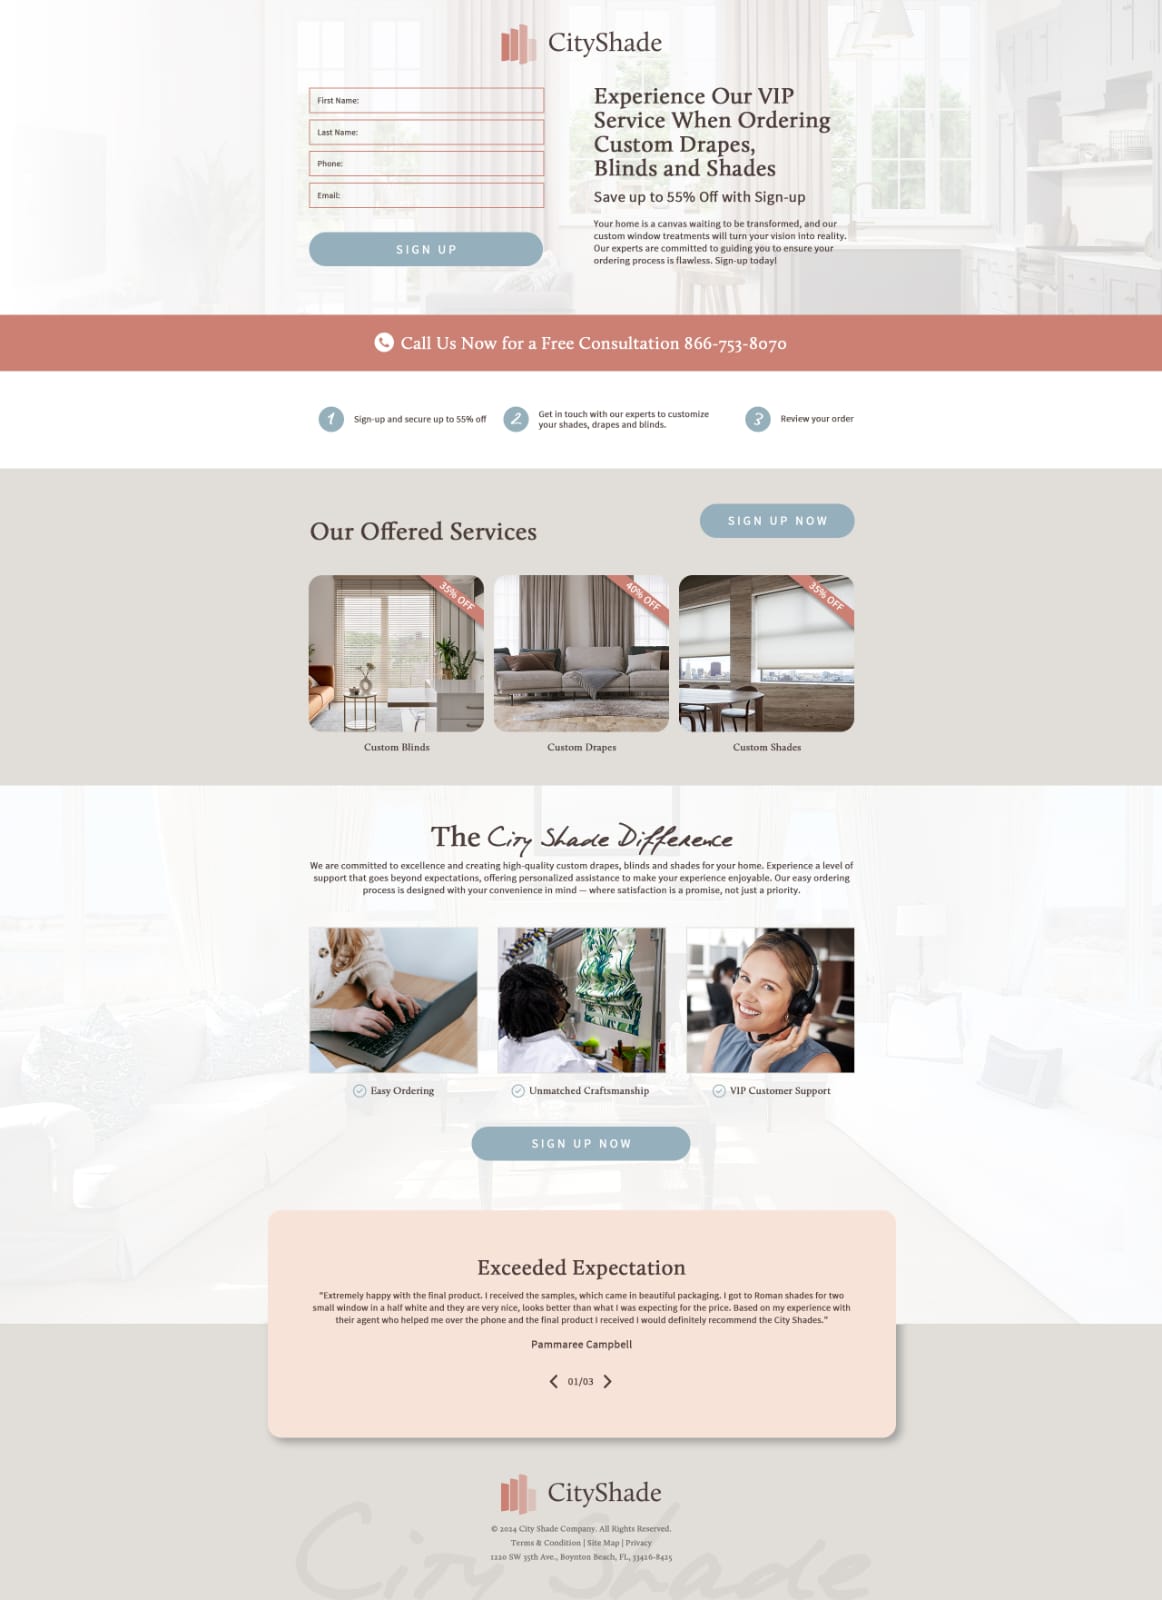 CityShade
First Name:
Last Name:
Phone:
Email:
SIGN UP
Experience Our VIP
Service When Ordering
Custom Drapes,
Blinds and Shades
Save up to 55% Off with Sign-up
Your home is a canvas waiting to be transformed, and our
custom window treatments will turn your vision into reality.
Our experts are committed to guiding you to ensure your
ordering process is flawless. Sign-up today!
Call Us Now for a Free Consultation 866-753-8070
1 Sign-up and secure up to 55% off
2 Get in touch with our experts to customize
your shades, drapes and blinds.
3 Review your order
Our Offered Services
SIGN UP NOW
35% OFF
40% OFF
35% OFF
Custom Blinds
Custom Drapes
Custom Shades
The City Shade Difference
We are committed to excellence and creating high-quality custom drapes, blinds and shades for your home. Experience a level of
support that goes beyond expectations, offering personalized assistance to make your experience enjoyable. Our easy ordering
process is designed with your convenience in mind — where satisfaction is a promise, not just a priority.
Easy Ordering
Unmatched Craftsmanship
VIP Customer Support
SIGN UP NOW
Exceeded Expectation
"Extremely happy with the final product. I received the samples, which came in beautiful packaging. I got to Roman shades for two
small window in a half white and they are very nice, looks better than what I was expecting for the price. Based on my experience with
their agent who helped me over the phone and the final product I received I would definitely recommend the City Shades."
Pammaree Campbell
01/03
CityShade
© 2024 City Shade Company. All Rights Reserved.
Terms & Condition | Site Map | Privacy
1220 SW 35th Ave., Boynton Beach, FL, 33426-8425
City Shade